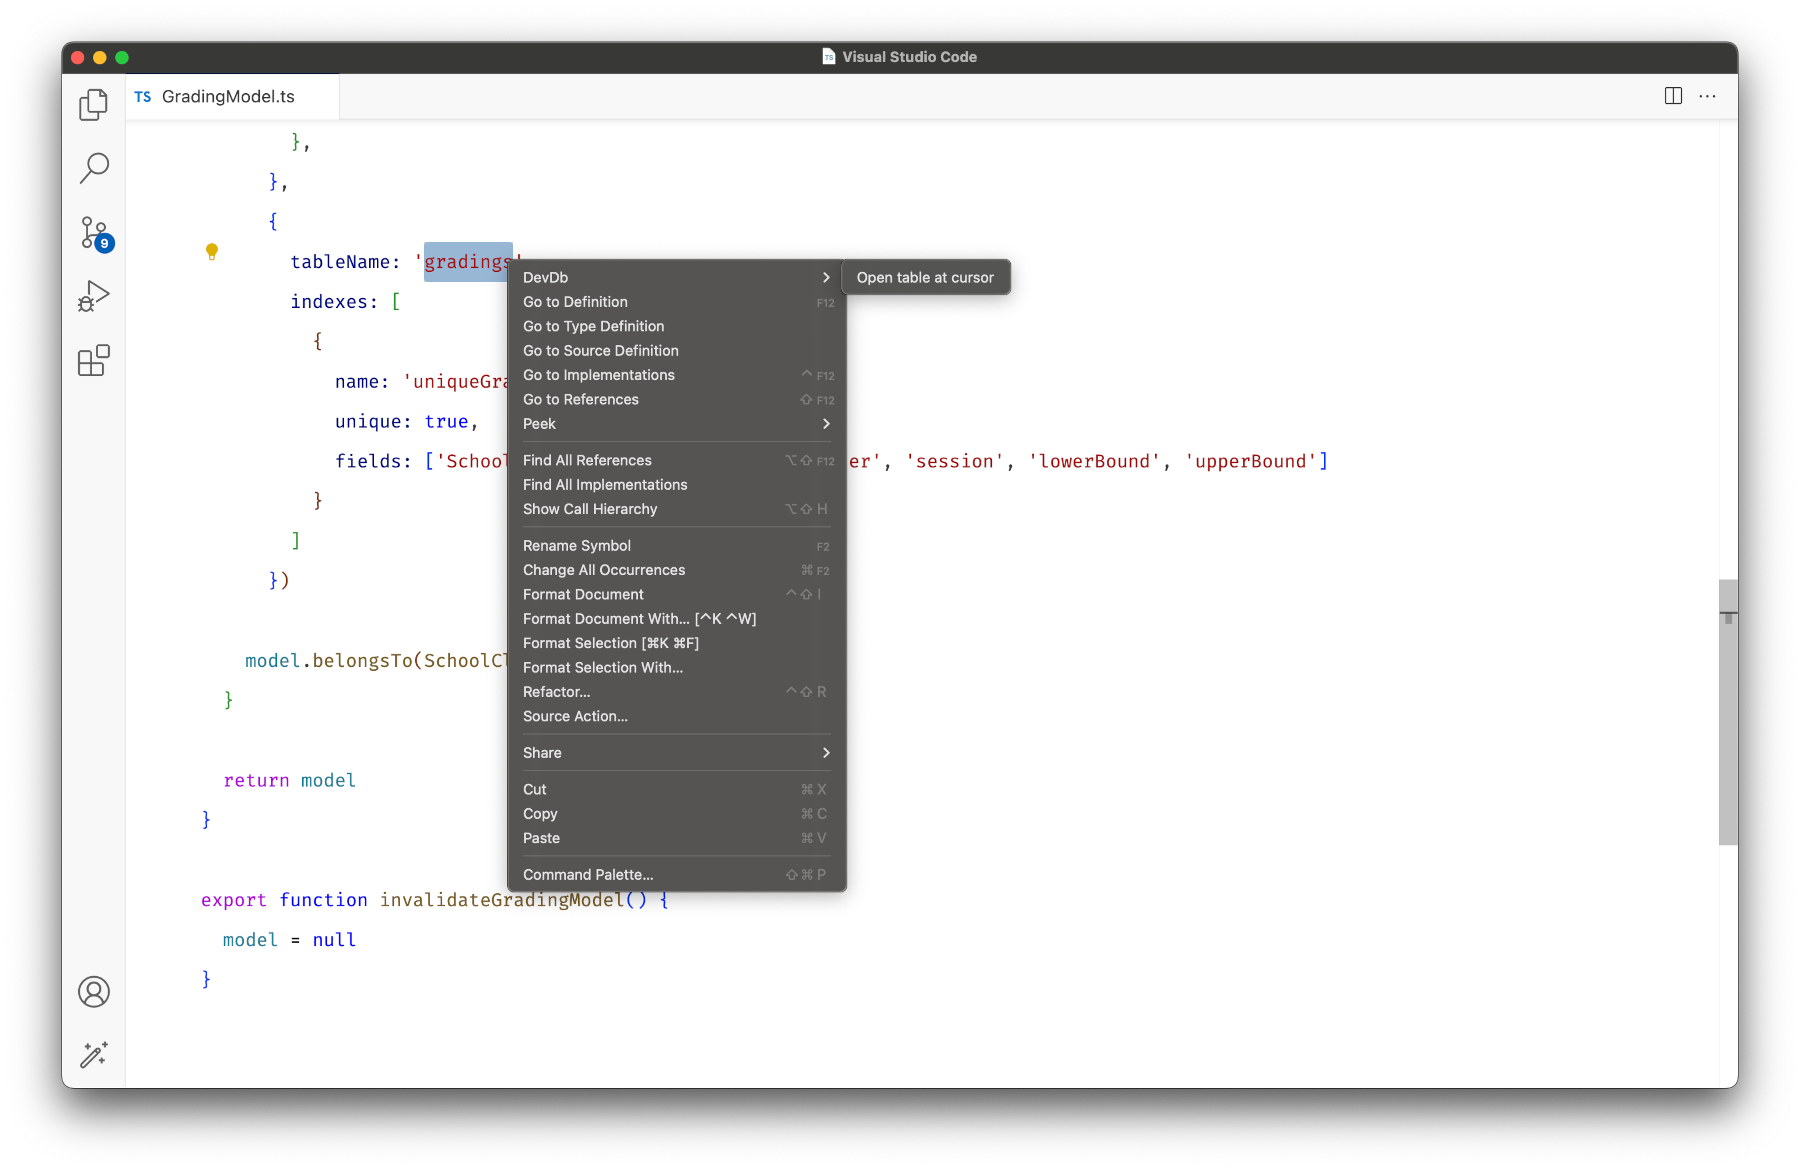 Visual Studio Code
TS GradingModel.ts
},
},
{
tableName: 'gradings'
indexes: [
{
name: 'uniqueGra
unique: true,
fields: ['School er', 'session', 'lowerBound', 'upperBound']
}
]
})
model.belongsTo(SchoolCl
}
return model
}
export function invalidateGradingModel() {
model = null
}
9
DevDb
Open table at cursor
Go to Definition F12
Go to Type Definition
Go to Source Definition
Go to Implementations ^ F12
Go to References ⇧ F12
Peek
Find All References ⌥⇧ F12
Find All Implementations
Show Call Hierarchy ⌥⇧ H
Rename Symbol F2
Change All Occurrences ⌘ F2
Format Document ^⇧ I
Format Document With... [^K ^W]
Format Selection [⌘K ⌘F]
Format Selection With...
Refactor... ^⇧ R
Source Action...
Share
Cut ⌘ X
Copy ⌘ C
Paste ⌘ V
Command Palette... ⇧⌘ P